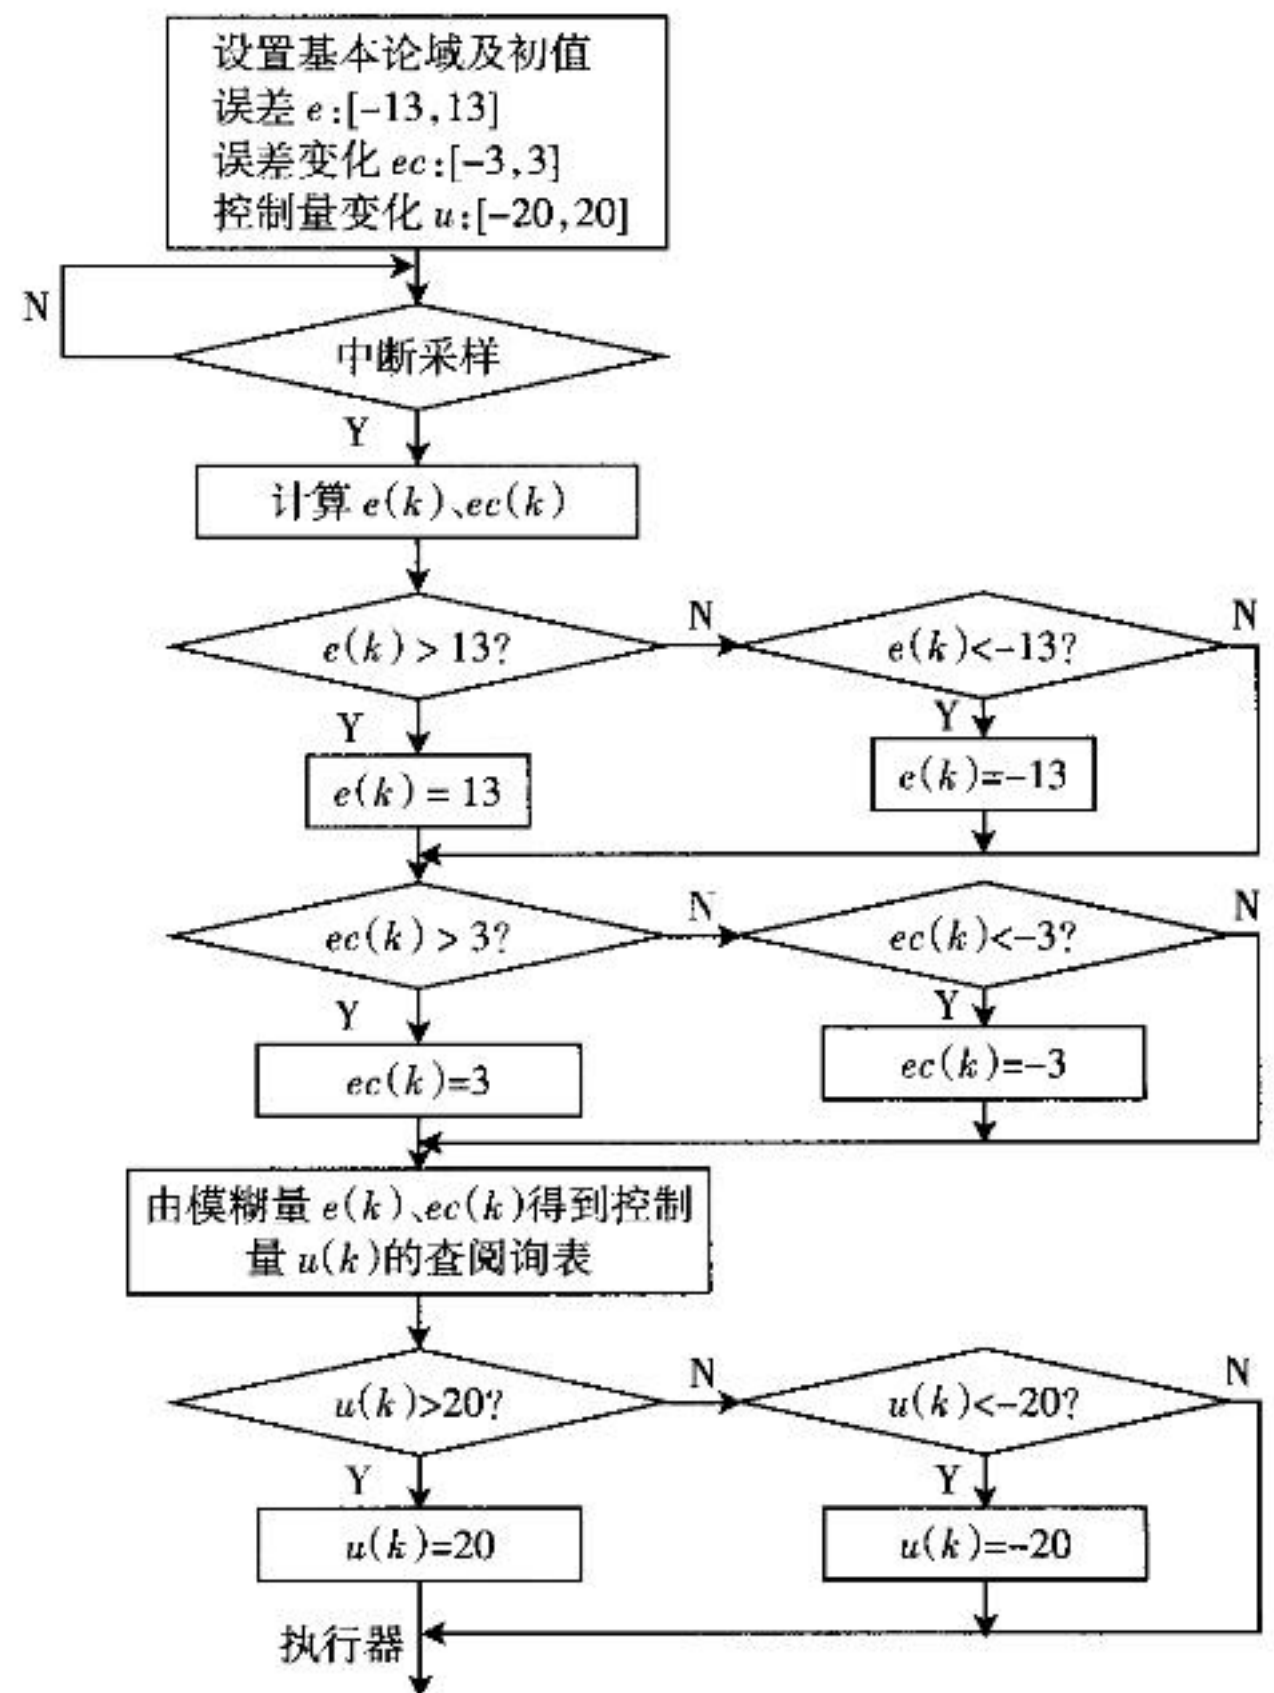 设置基本论域及初值
误差 e:[-13,13]
误差变化 ec:[-3,3]
控制量变化 u:[-20,20]
N
中断采样
Y
计算 e(k)、ec(k)
e(k) > 13?
N
e(k)<-13?
N
Y
Y
e(k) = 13
e(k)=-13
ec(k) > 3?
N
ec(k)<-3?
N
Y
Y
ec(k)=3
ec(k)=-3
由模糊量 e(k)、ec(k)得到控制
量 u(k)的查阅询表
u(k)>20?
N
u(k)<-20?
N
Y
Y
u(k)=20
u(k)=-20
执行器